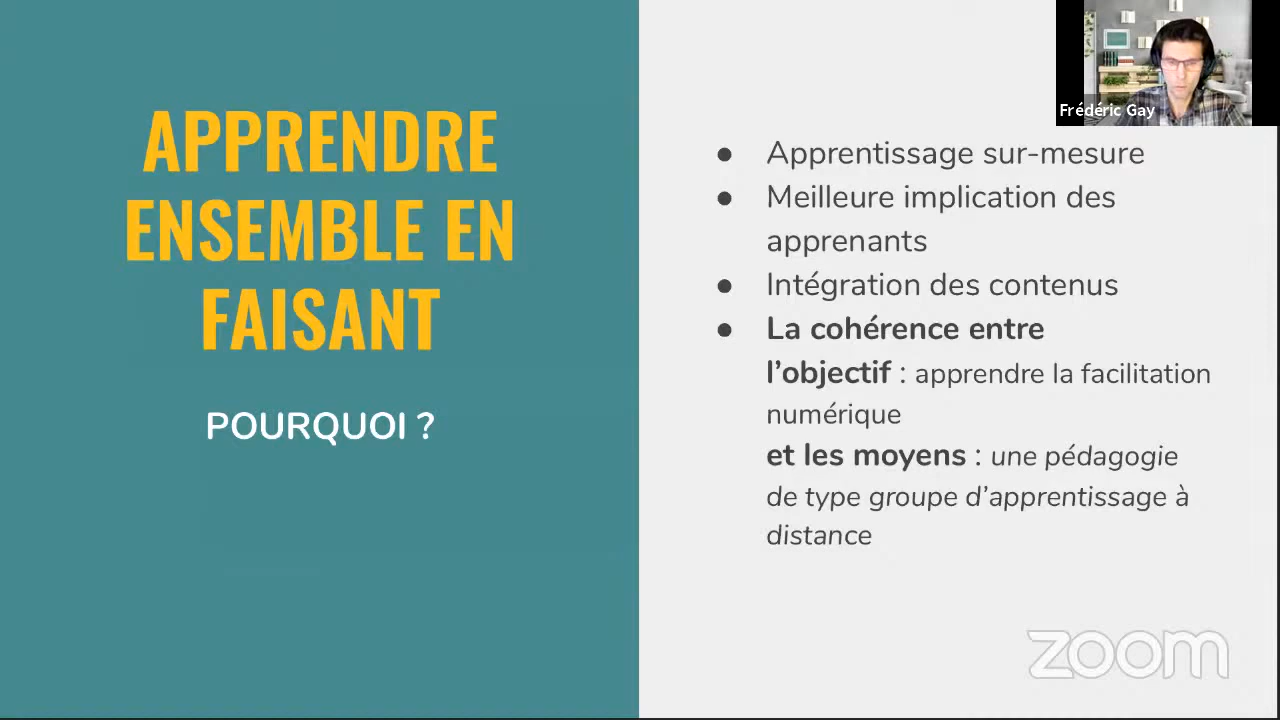 APPRENDRE
ENSEMBLE EN
FAISANT
POURQUOI ?
Frédéric Gay
● Apprentissage sur-mesure
● Meilleure implication des
apprenants
● Intégration des contenus
● La cohérence entre
l’objectif : apprendre la facilitation
numérique
et les moyens : une pédagogie
de type groupe d’apprentissage à
distance
zoom